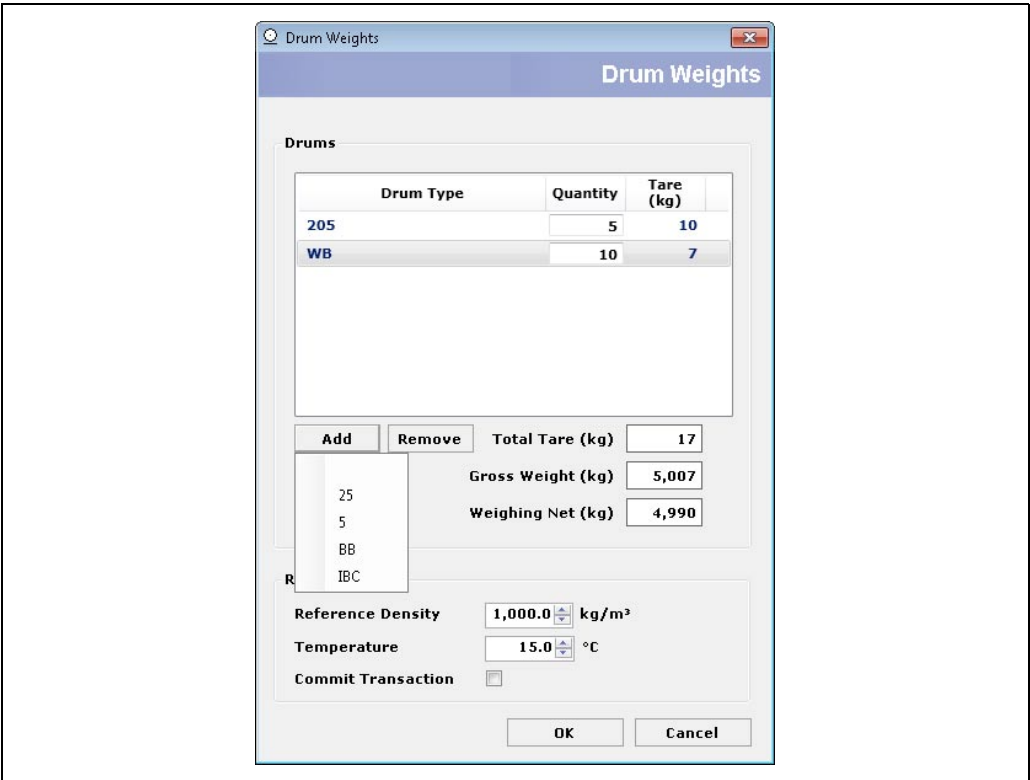 Drum Weights
Drum Weights
Drums
Drum Type Quantity Tare (kg)
205 5 10
WB 10 7
Add Remove Total Tare (kg) 17
Gross Weight (kg) 5,007
25
Weighing Net (kg) 4,990
5
BB
IBC
R
Reference Density 1,000.0 kg/m³
Temperature 15.0 °C
Commit Transaction
OK Cancel